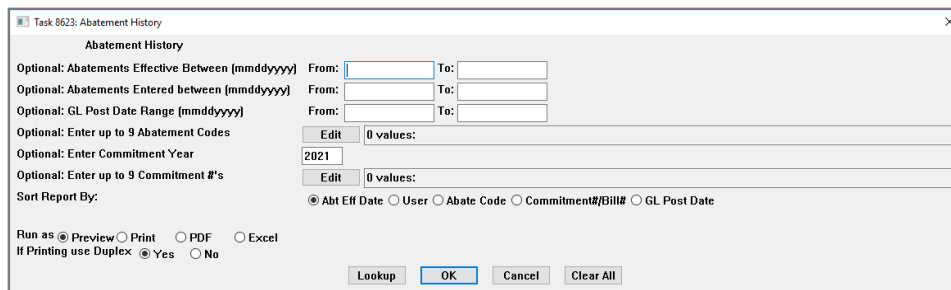 Task 8623: Abatement History
Abatement History
Optional: Abatements Effective Between (mmddyyyy) From: To:
Optional: Abatements Entered between (mmddyyyy) From: To:
Optional: GL Post Date Range (mmddyyyy) From: To:
Optional: Enter up to 9 Abatement Codes Edit 0 values:
Optional: Enter Commitment Year 2021
Optional: Enter up to 9 Commitment #'s Edit 0 values:
Sort Report By: Abt Eff Date User Abate Code Commitment#/Bill# GL Post Date
Run as Preview Print PDF Excel
If Printing use Duplex Yes No
Lookup OK Cancel Clear All